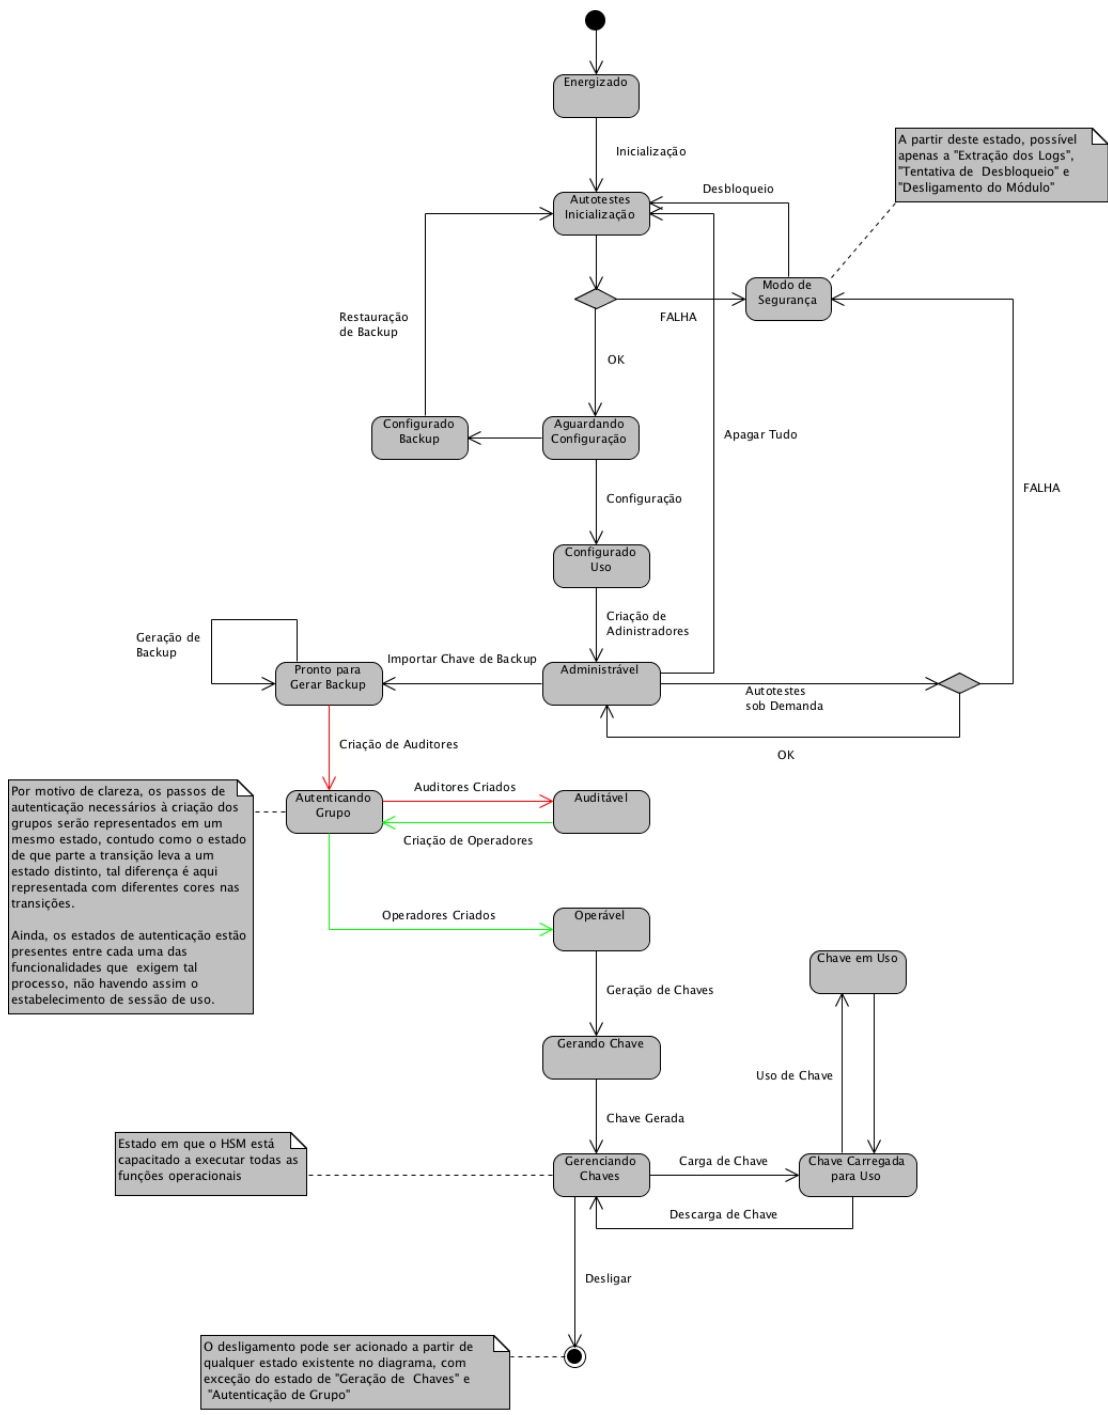 Energizado
Inicialização
A partir deste estado, possível
apenas a "Extração dos Logs",
"Tentativa de  Desbloqueio" e
"Desligamento do Módulo"
Desbloqueio
Autotestes
Inicialização
Modo de
Segurança
Restauração
de Backup
FALHA
OK
Configurado
Backup
Aguardando
Configuração
Apagar Tudo
FALHA
Configuração
Configurado
Uso
Criação de
Adinistradores
Geração de
Backup
Importar Chave de Backup
Pronto para
Gerar Backup
Administrável
Autotestes
sob Demanda
OK
Criação de Auditores
Por motivo de clareza, os passos de
autenticação necessários à criação dos
grupos serão representados em um
mesmo estado, contudo como o estado
de que parte a transição leva a um
estado distinto, tal diferença é aqui
representada com diferentes cores nas
transições.
Ainda, os estados de autenticação estão
presentes entre cada uma das
funcionalidades que  exigem tal
processo, não havendo assim o
estabelecimento de sessão de uso.
Autenticando
Grupo
Auditores Criados
Auditável
Criação de Operadores
Operadores Criados
Operável
Geração de Chaves
Chave em Uso
Gerando Chave
Uso de Chave
Chave Gerada
Estado em que o HSM está
capacitado a executar todas as
funções operacionais
Gerenciando
Chaves
Carga de Chave
Chave Carregada
para Uso
Descarga de Chave
Desligar
O desligamento pode ser acionado a partir de
qualquer estado existente no diagrama, com
exceção do estado de "Geração de  Chaves" e
"Autenticação de Grupo"